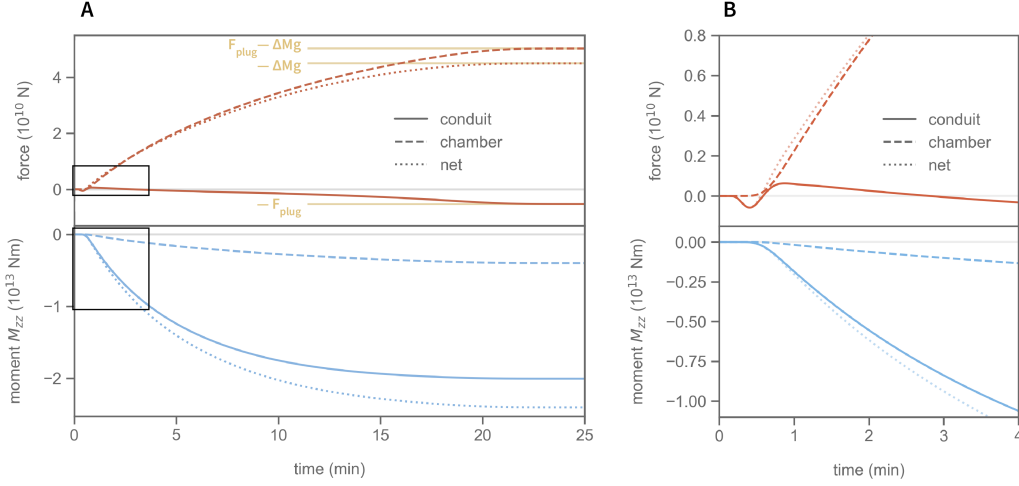 A
F_plug — ΔMg
— ΔMg
4
2
0
force (10^10 N)
conduit
chamber
net
— F_plug
0
−1
−2
moment M_zz (10^13 Nm)
0
5
10
15
20
25
time (min)
B
0.8
0.6
0.4
0.2
0.0
force (10^10 N)
conduit
chamber
net
0.00
−0.25
−0.50
−0.75
−1.00
moment M_zz (10^13 Nm)
0
1
2
3
4
time (min)